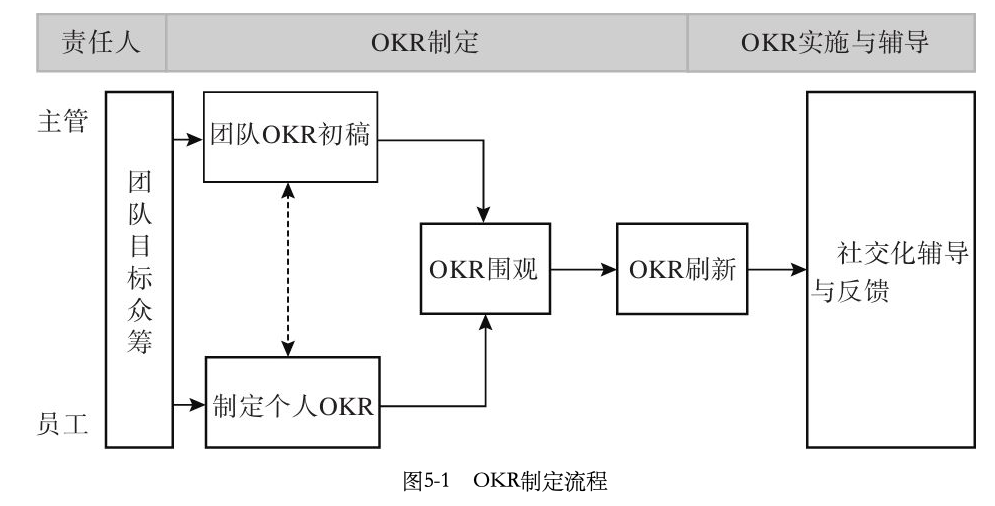 责任人
OKR制定
OKR实施与辅导
主管
团队目标众筹
团队OKR初稿
OKR围观
OKR刷新
社交化辅导
与反馈
制定个人OKR
员工
图5-1 OKR制定流程